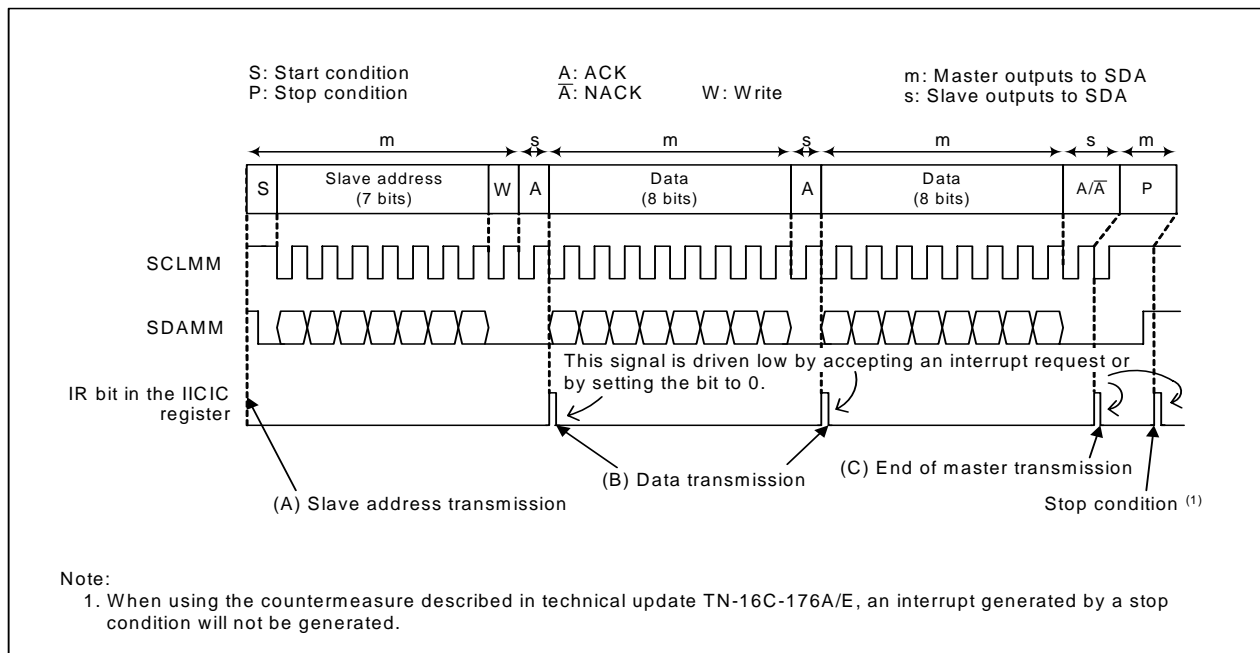 S: Start condition
P: Stop condition
A: ACK
A̅: NACK
W: Write
m: Master outputs to SDA
s: Slave outputs to SDA
m s m s m s m
S
Slave address
(7 bits)
W
A
Data
(8 bits)
A
Data
(8 bits)
A/A̅
P
SCLMM
SDAMM
This signal is driven low by accepting an interrupt request or
by setting the bit to 0.
IR bit in the IICIC
register
(A) Slave address transmission
(B) Data transmission
(C) End of master transmission
Stop condition (1)
Note:
1. When using the countermeasure described in technical update TN-16C-176A/E, an interrupt generated by a stop
condition will not be generated.